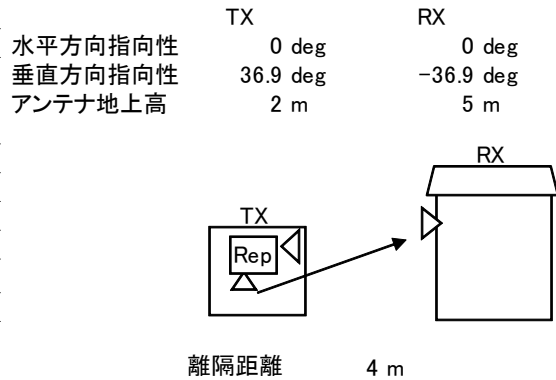 TX RX
水平方向指向性 0 deg 0 deg
垂直方向指向性 36.9 deg -36.9 deg
アンテナ地上高 2 m 5 m
RX
TX
Rep
離隔距離 4 m